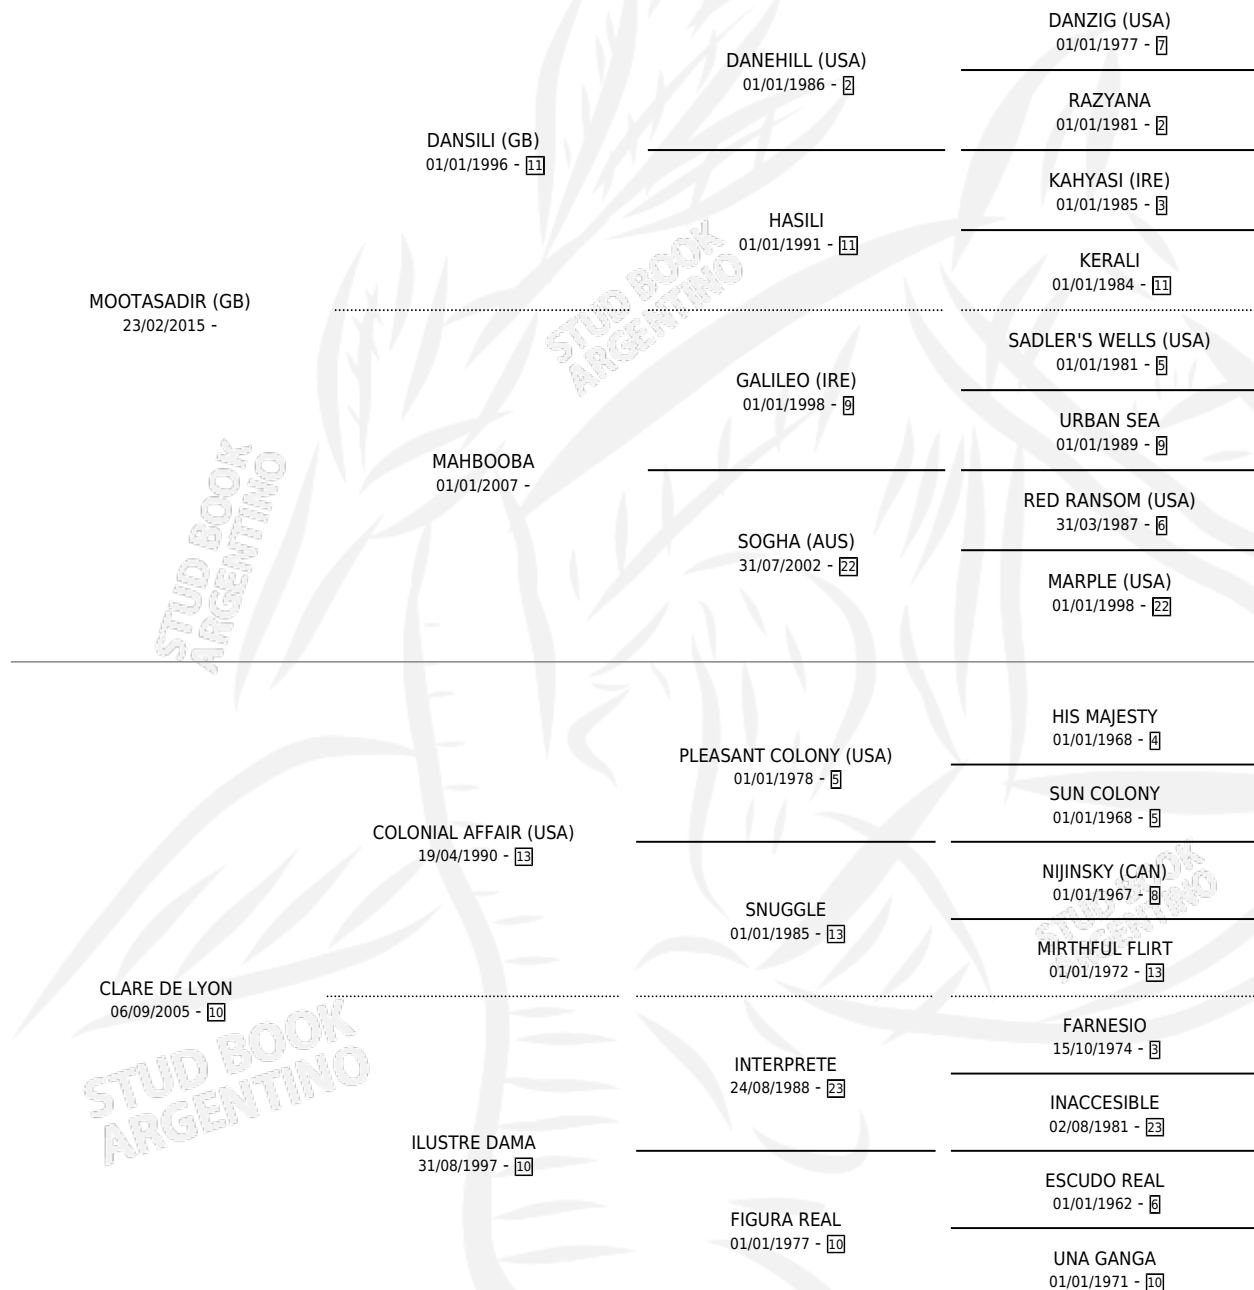 DANZIG (USA)
01/01/1977 - 7
DANEHILL (USA)
01/01/1986 - 2
RAZYANA
01/01/1981 - 2
DANSILI (GB)
01/01/1996 - 11
KAHYASI (IRE)
01/01/1985 - 3
HASILI
01/01/1991 - 11
KERALI
01/01/1984 - 11
MOOTASADIR (GB)
23/02/2015 -
SADLER'S WELLS (USA)
01/01/1981 - 5
GALILEO (IRE)
01/01/1998 - 9
URBAN SEA
01/01/1989 - 9
MAHBOOBA
01/01/2007 -
RED RANSOM (USA)
31/03/1987 - 6
SOGHA (AUS)
31/07/2002 - 22
MARPLE (USA)
01/01/1998 - 22
HIS MAJESTY
01/01/1968 - 4
PLEASANT COLONY (USA)
01/01/1978 - 5
SUN COLONY
01/01/1968 - 5
COLONIAL AFFAIR (USA)
19/04/1990 - 13
NIJINSKY (CAN)
01/01/1967 - 8
SNUGGLE
01/01/1985 - 13
MIRTHFUL FLIRT
01/01/1972 - 13
CLARE DE LYON
06/09/2005 - 10
FARNESIO
15/10/1974 - 3
INTERPRETE
24/08/1988 - 23
INACCESIBLE
02/08/1981 - 23
ILUSTRE DAMA
31/08/1997 - 10
ESCUDO REAL
01/01/1962 - 6
FIGURA REAL
01/01/1977 - 10
UNA GANGA
01/01/1971 - 10
STUD BOOK
ARGENTINO
STUD BOOK
ARGENTINO
STUD BOOK
ARGENTINO
STUD BOOK
ARGENTINO